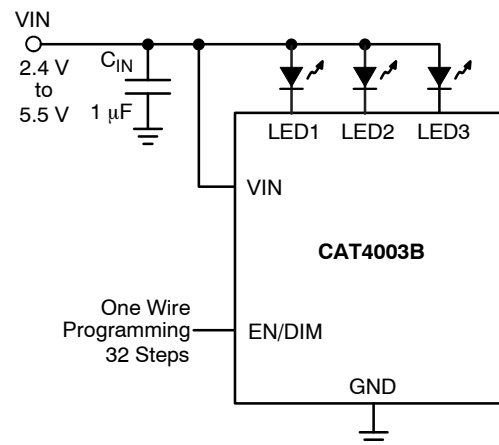 VIN
2.4 V
to
5.5 V
C_IN
1 μF
LED1
LED2
LED3
VIN
CAT4003B
One Wire
Programming
32 Steps
EN/DIM
GND